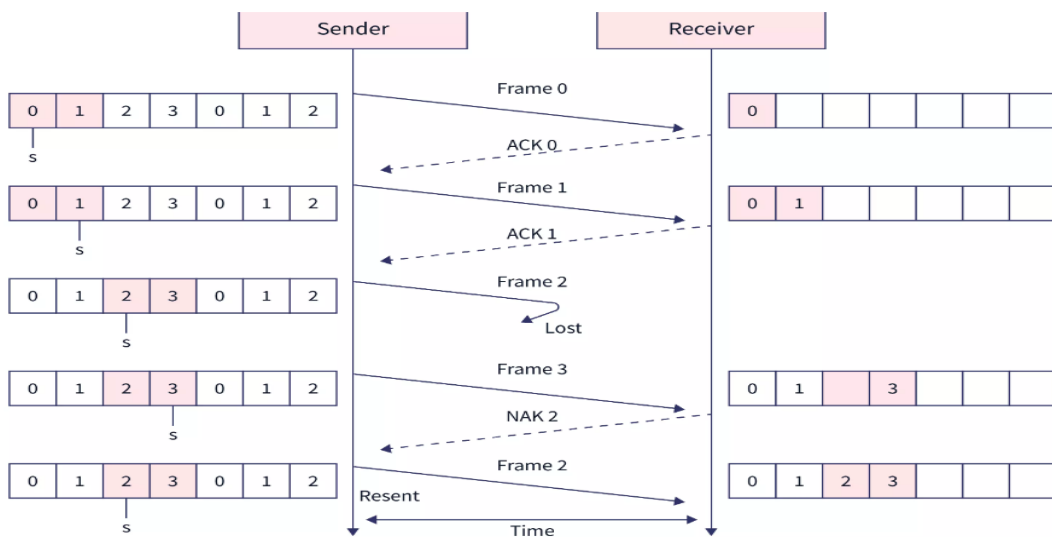 Sender
Receiver
Frame 0
0 1 2 3 0 1 2
0
ACK 0
s
Frame 1
0 1 2 3 0 1 2
0 1
ACK 1
s
Frame 2
0 1 2 3 0 1 2
Lost
s
Frame 3
0 1 2 3 0 1 2
0 1 3
NAK 2
s
Frame 2
0 1 2 3 0 1 2
0 1 2 3
Resent
s
Time